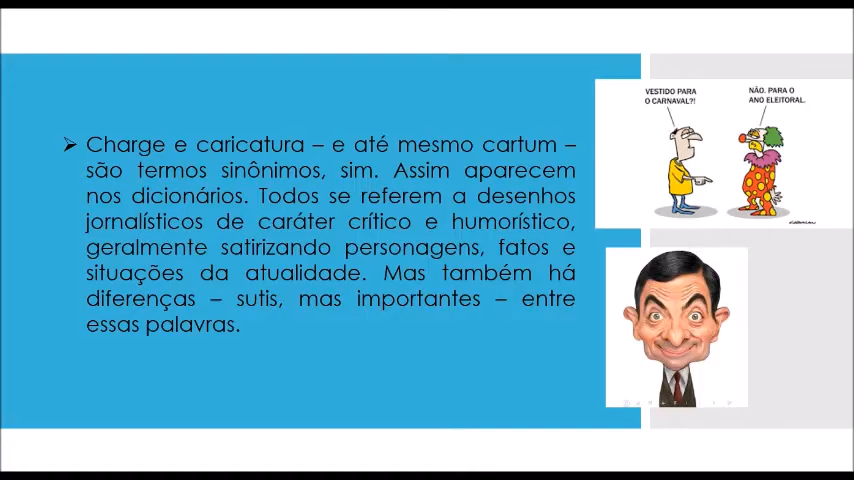 Charge e caricatura – e até mesmo cartum –
são termos sinônimos, sim. Assim aparecem
nos dicionários. Todos se referem a desenhos
jornalísticos de caráter crítico e humorístico,
geralmente satirizando personagens, fatos e
situações da atualidade. Mas também há
diferenças – sutis, mas importantes – entre
essas palavras.
VESTIDO PARA
O CARNAVAL?!
NÃO. PARA O
ANO ELEITORAL.